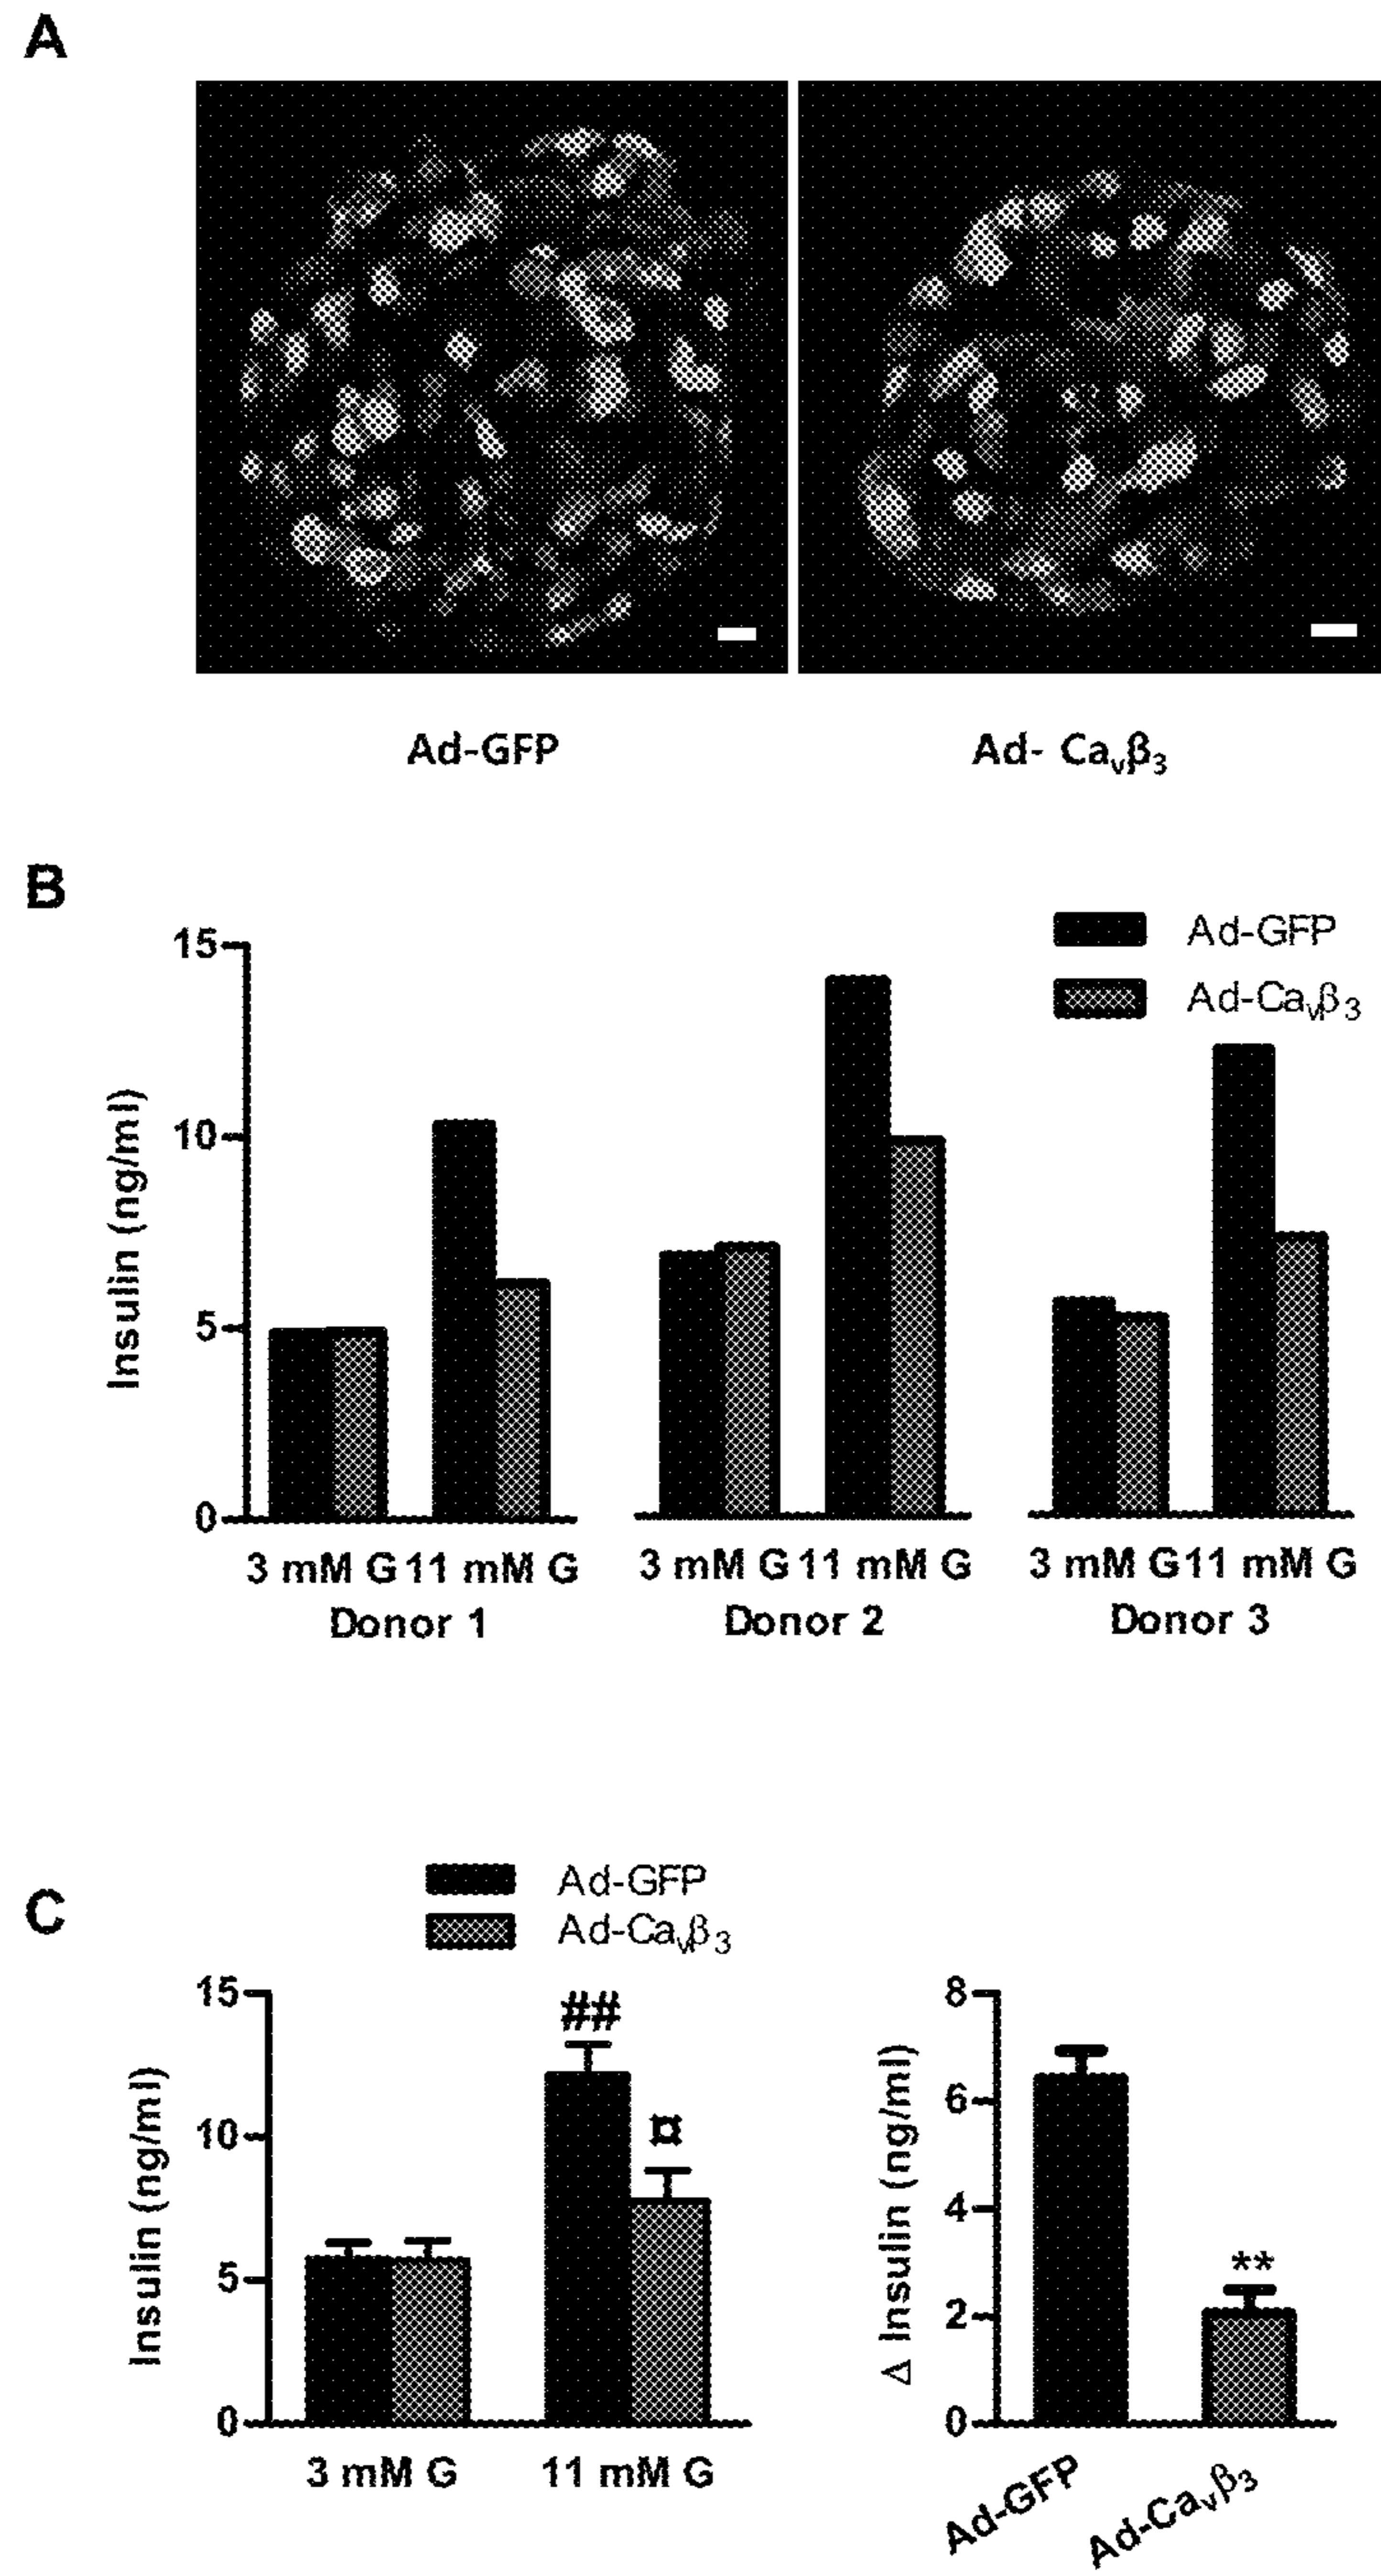 A
Ad-GFP
Ad- Caᵥβ₃
B
Ad-GFP
Ad-Caᵥβ₃
Insulin (ng/ml)
15
10
5
0
3 mM G 11 mM G
Donor 1
3 mM G 11 mM G
Donor 2
3 mM G 11 mM G
Donor 3
C
Ad-GFP
Ad-Caᵥβ₃
Insulin (ng/ml)
15
10
5
0
##
¤
3 mM G
11 mM G
Δ Insulin (ng/ml)
8
6
4
2
0
**
Ad-GFP
Ad-Caᵥβ₃